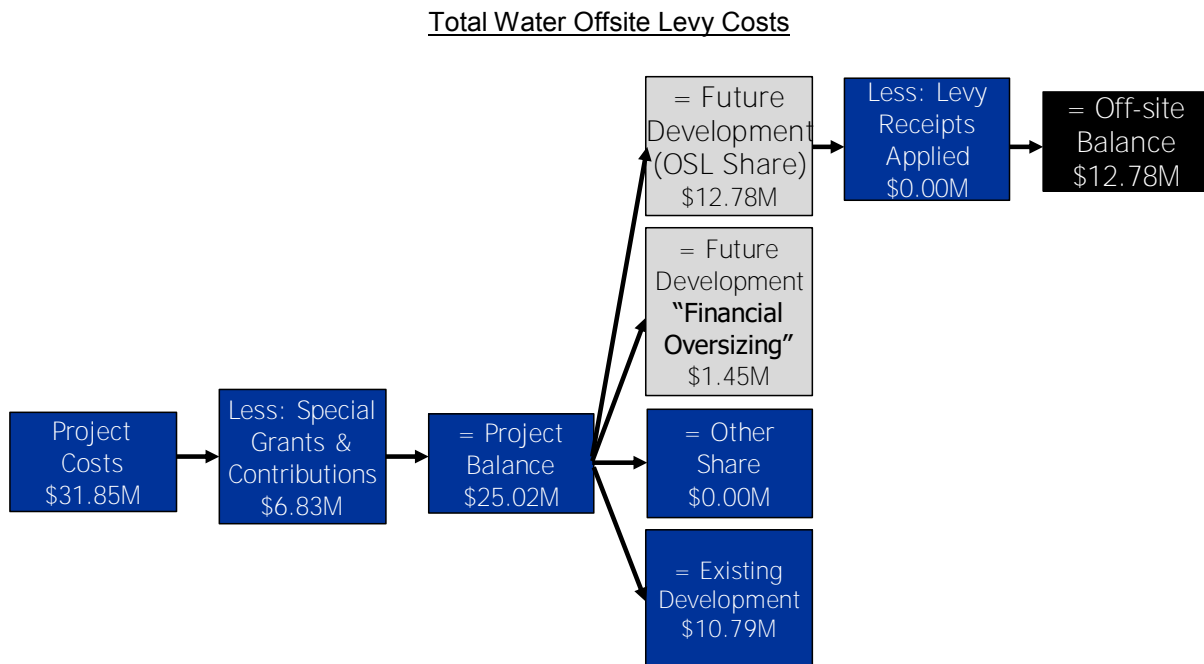 Total Water Offsite Levy Costs
Project
Costs
$31.85M
Less: Special
Grants &
Contributions
$6.83M
= Project
Balance
$25.02M
= Future
Development
(OSL Share)
$12.78M
Less: Levy
Receipts
Applied
$0.00M
= Off-site
Balance
$12.78M
= Future
Development
“Financial
Oversizing”
$1.45M
= Other
Share
$0.00M
= Existing
Development
$10.79M